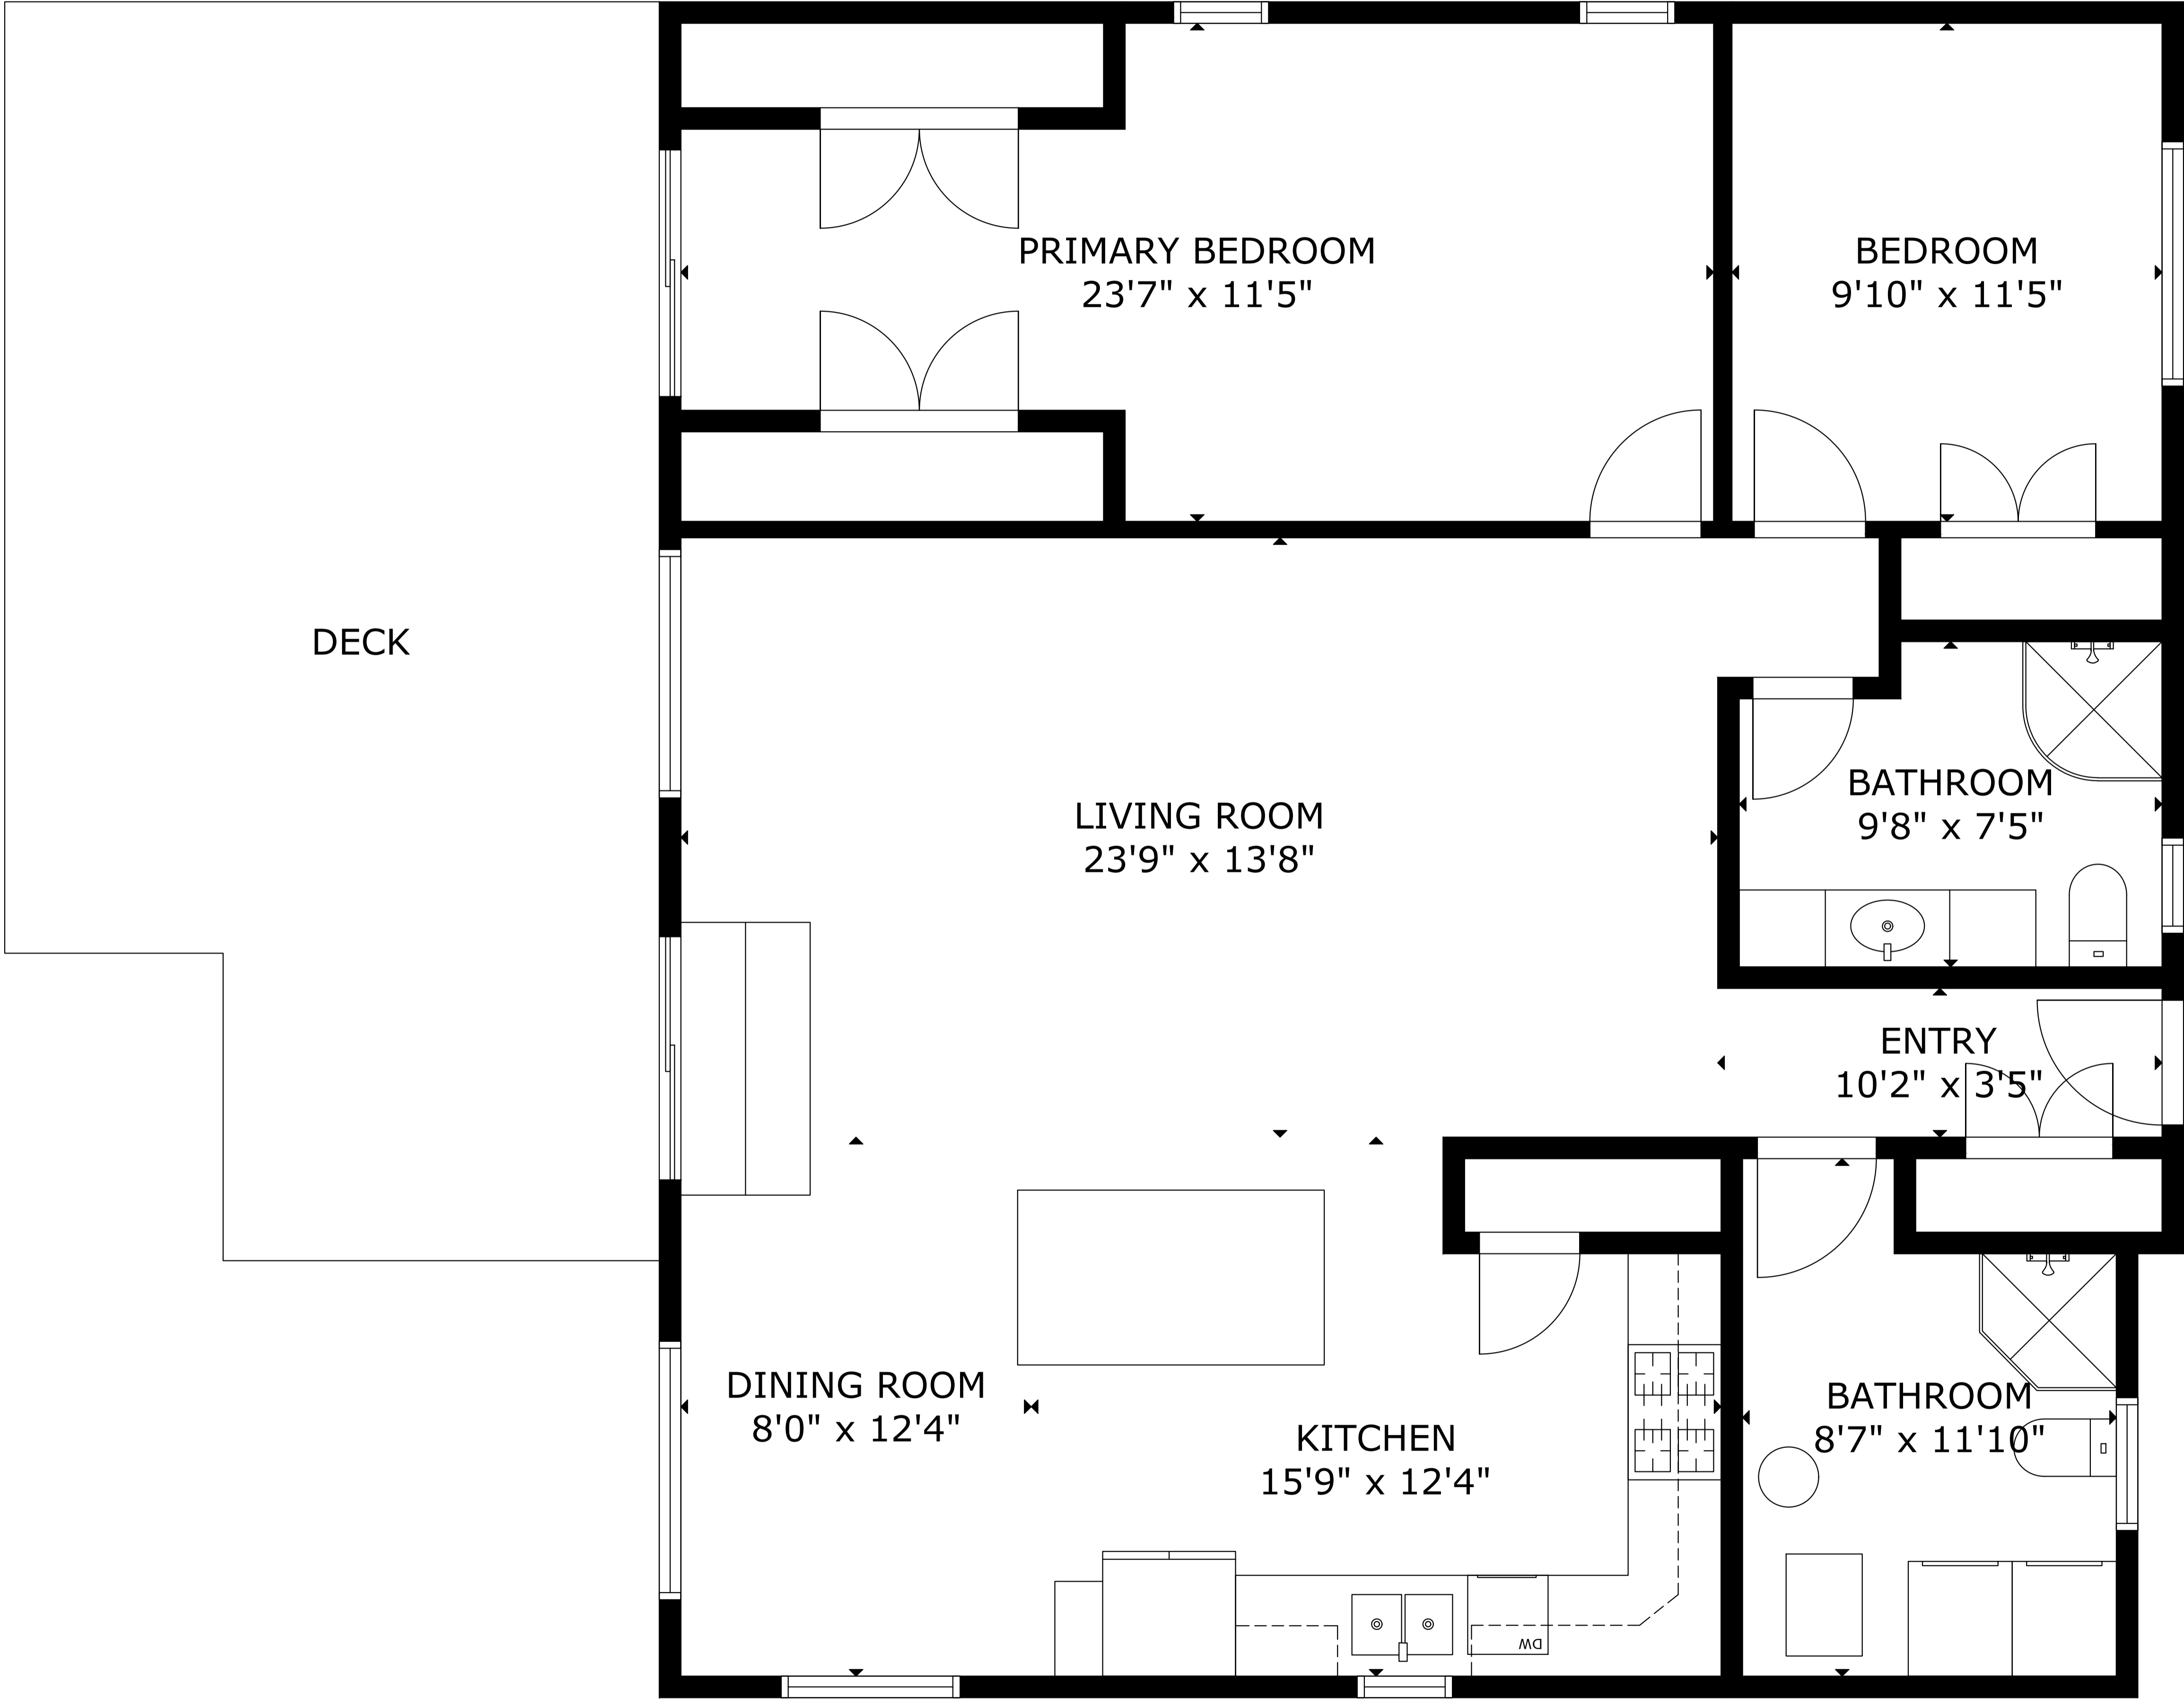 PRIMARY BEDROOM
23'7" x 11'5"
BEDROOM
9'10" x 11'5"
DECK
LIVING ROOM
23'9" x 13'8"
BATHROOM
9'8" x 7'5"
ENTRY
10'2" x 3'5"
DINING ROOM
8'0" x 12'4"
KITCHEN
15'9" x 12'4"
BATHROOM
8'7" x 11'10"
DW